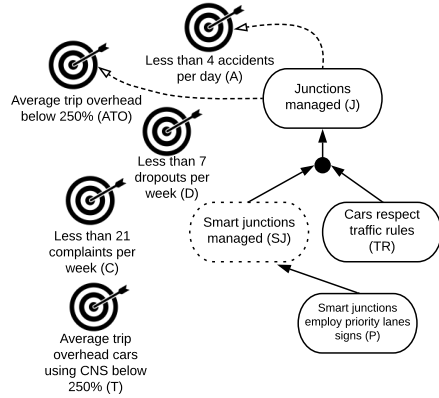 Less than 4 accidents
per day (A)
Junctions
managed (J)
Average trip overhead
below 250% (ATO)
Less than 7
dropouts per
week (D)
Smart junctions
managed (SJ)
Cars respect
traffic rules
(TR)
Less than 21
complaints per
week (C)
Smart junctions
employ priority lanes
signs (P)
Average trip
overhead cars
using CNS below
250% (T)